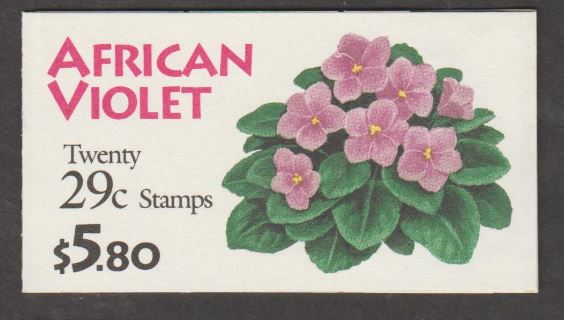 AFRICAN
VIOLET
Twenty
29c Stamps
$5.80